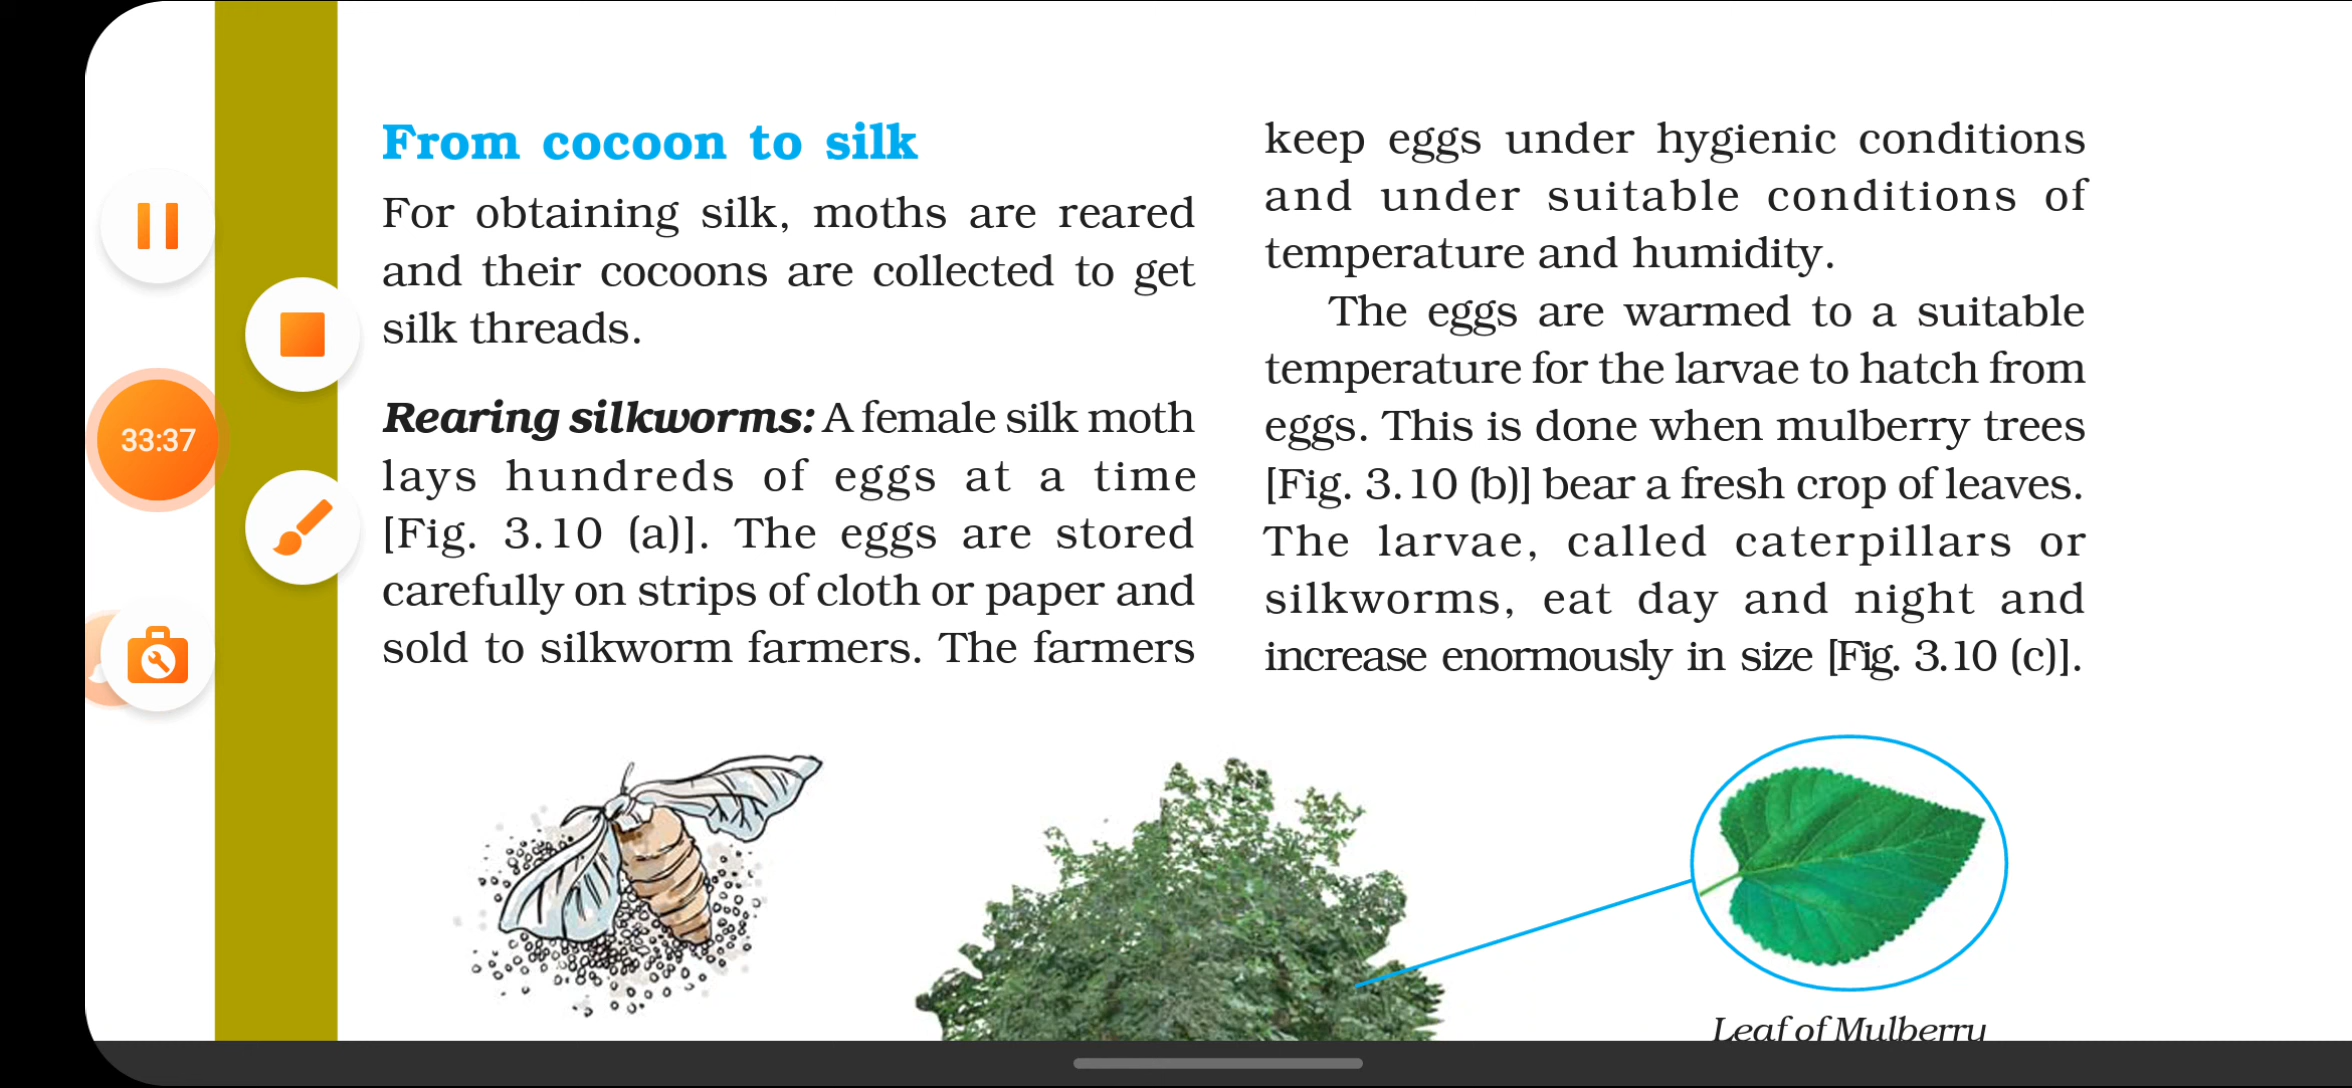 From cocoon to silk
For obtaining silk, moths are reared
and their cocoons are collected to get
silk threads.
Rearing silkworms: A female silk moth
lays hundreds of eggs at a time
[Fig. 3.10 (a)]. The eggs are stored
carefully on strips of cloth or paper and
sold to silkworm farmers. The farmers
keep eggs under hygienic conditions
and under suitable conditions of
temperature and humidity.
The eggs are warmed to a suitable
temperature for the larvae to hatch from
eggs. This is done when mulberry trees
[Fig. 3.10 (b)] bear a fresh crop of leaves.
The larvae, called caterpillars or
silkworms, eat day and night and
increase enormously in size [Fig. 3.10 (c)].
Leaf of Mulberry
33:37